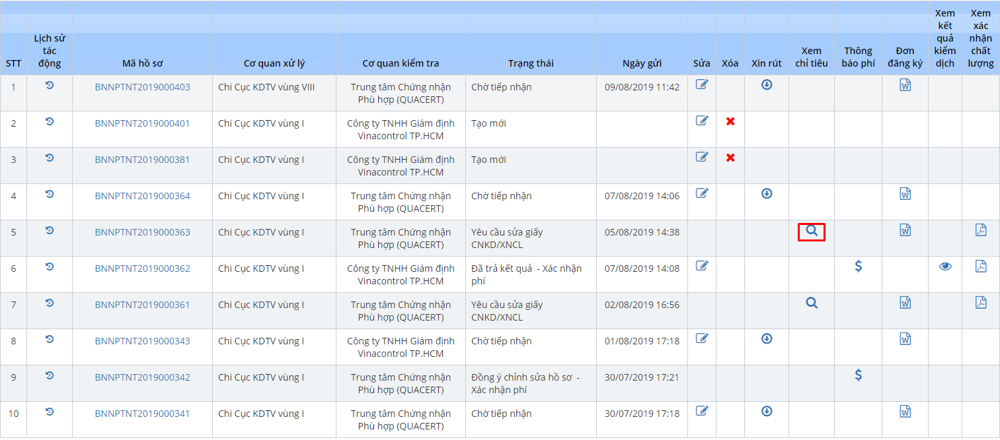 STT
Lịch sử
tác
động
Mã hồ sơ
Cơ quan xử lý
Cơ quan kiểm tra
Trạng thái
Ngày gửi
Sửa
Xóa
Xin rút
Xem
chỉ tiêu
Thông
báo phí
Đơn
đăng ký
Xem
kết
quả
kiểm
dịch
Xem
xác
nhận
chất
lượng
1
BNNPTNT2019000403
Chi Cục KDTV vùng VIII
Trung tâm Chứng nhận
Phù hợp (QUACERT)
Chờ tiếp nhận
09/08/2019 11:42
2
BNNPTNT2019000401
Chi Cục KDTV vùng I
Công ty TNHH Giám định
Vinacontrol TP.HCM
Tạo mới
3
BNNPTNT2019000381
Chi Cục KDTV vùng I
Công ty TNHH Giám định
Vinacontrol TP.HCM
Tạo mới
4
BNNPTNT2019000364
Chi Cục KDTV vùng I
Trung tâm Chứng nhận
Phù hợp (QUACERT)
Chờ tiếp nhận
07/08/2019 14:06
5
BNNPTNT2019000363
Chi Cục KDTV vùng I
Trung tâm Chứng nhận
Phù hợp (QUACERT)
Yêu cầu sửa giấy
CNKD/XNCL
05/08/2019 14:38
6
BNNPTNT2019000362
Chi Cục KDTV vùng I
Công ty TNHH Giám định
Vinacontrol TP.HCM
Đã trả kết quả - Xác nhận
phí
07/08/2019 14:08
$
7
BNNPTNT2019000361
Chi Cục KDTV vùng I
Trung tâm Chứng nhận
Phù hợp (QUACERT)
Yêu cầu sửa giấy
CNKD/XNCL
02/08/2019 16:56
8
BNNPTNT2019000343
Chi Cục KDTV vùng I
Công ty TNHH Giám định
Vinacontrol TP.HCM
Chờ tiếp nhận
01/08/2019 17:18
9
BNNPTNT2019000342
Chi Cục KDTV vùng I
Trung tâm Chứng nhận
Phù hợp (QUACERT)
Đồng ý chỉnh sửa hồ sơ -
Xác nhận phí
30/07/2019 17:21
$
10
BNNPTNT2019000341
Chi Cục KDTV vùng I
Trung tâm Chứng nhận
Phù hợp (QUACERT)
Chờ tiếp nhận
30/07/2019 17:18